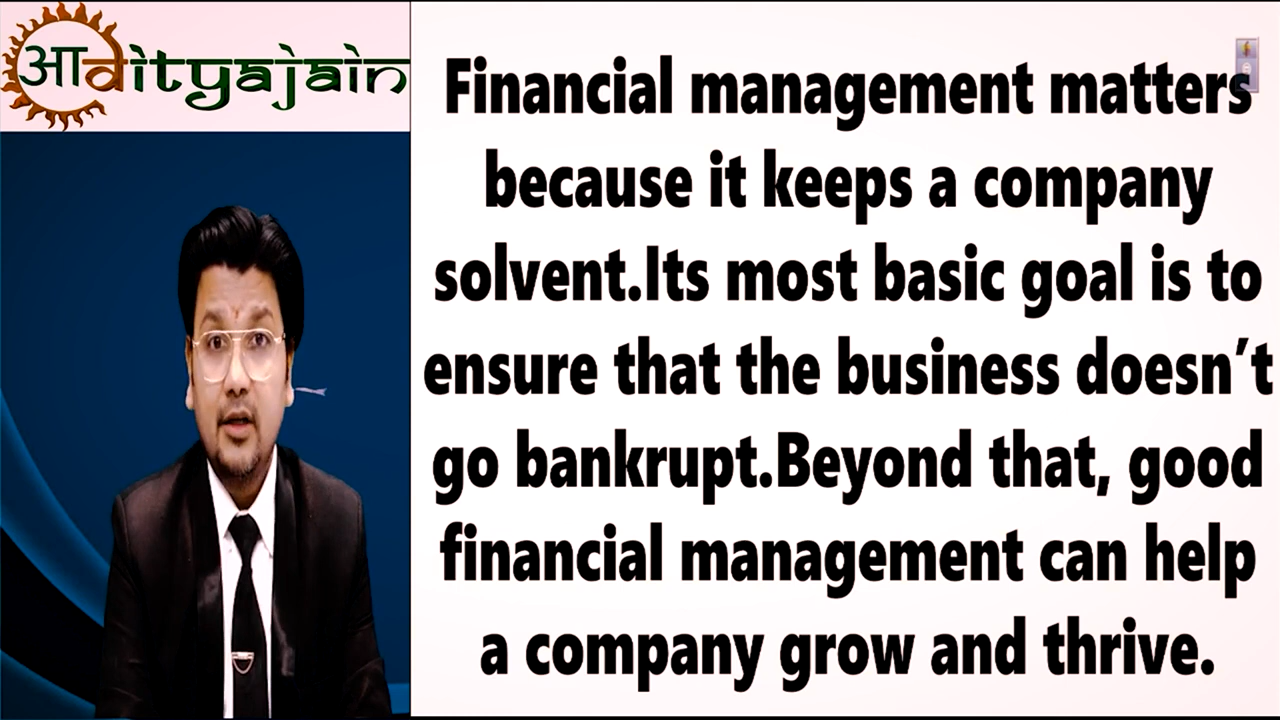 आdityajain
Financial management matters
because it keeps a company
solvent.Its most basic goal is to
ensure that the business doesn’t
go bankrupt.Beyond that, good
financial management can help
a company grow and thrive.